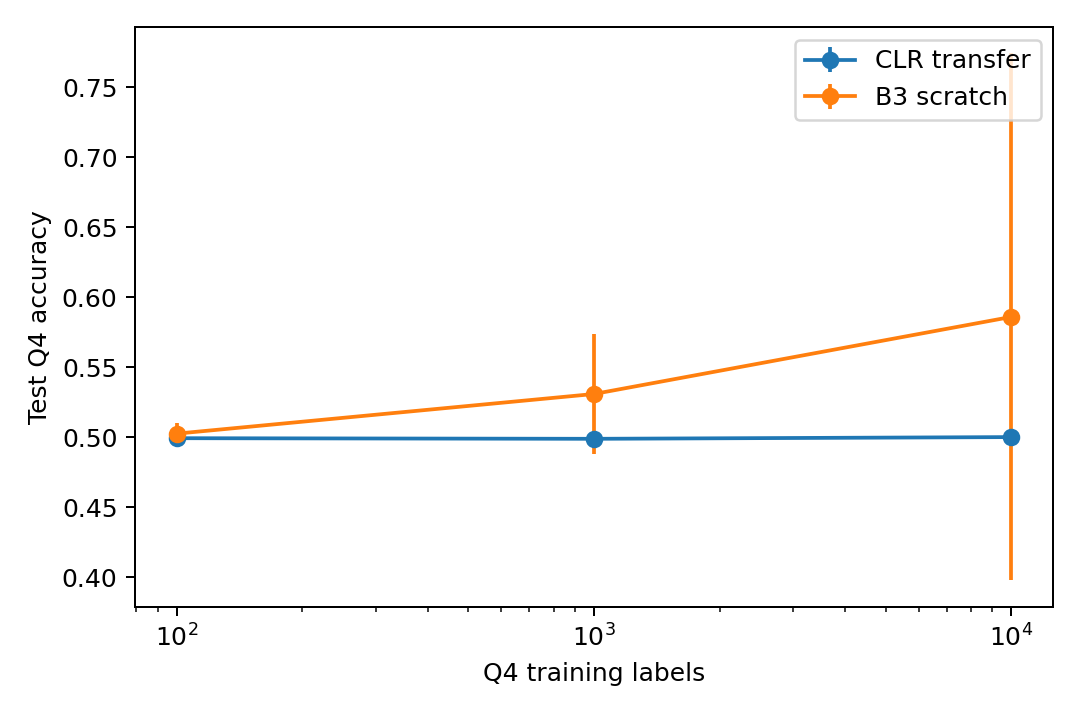 CLR transfer
B3 scratch
0.75
0.70
0.65
0.60
0.55
0.50
0.45
0.40
Test Q4 accuracy
10²
10³
10⁴
Q4 training labels